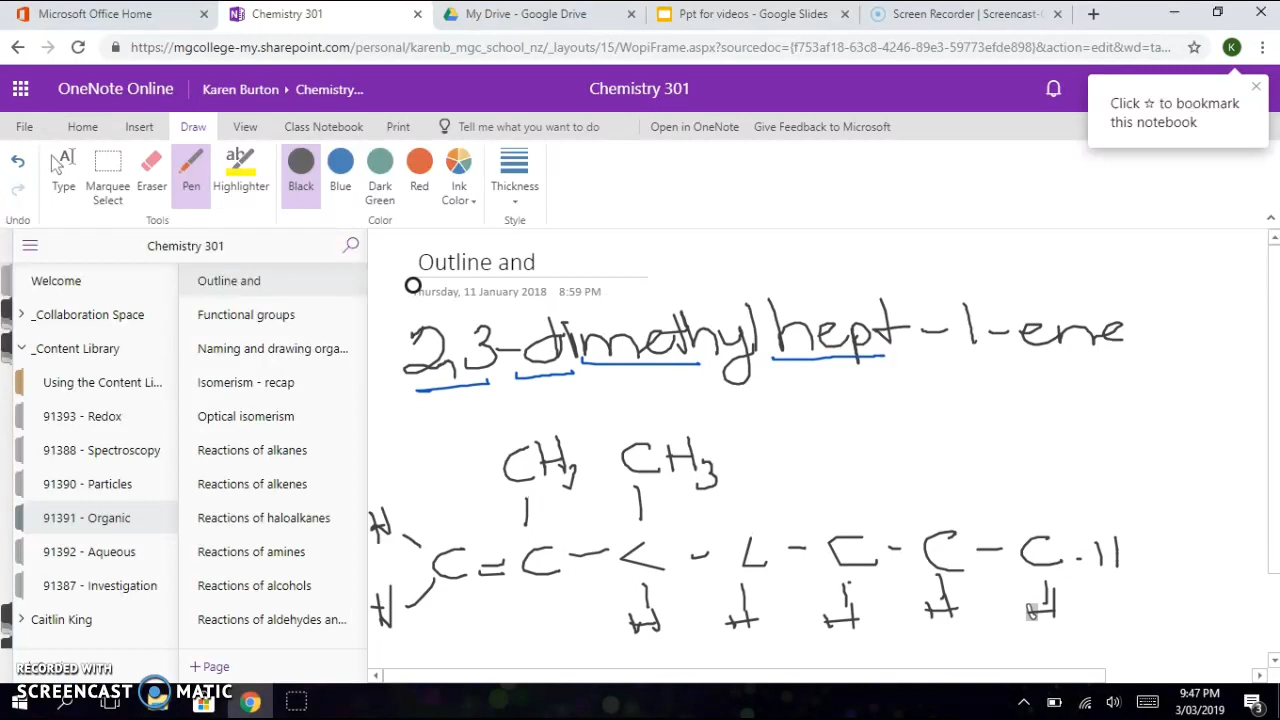 Microsoft Office Home
Chemistry 301
My Drive - Google Drive
Ppt for videos - Google Slides
Screen Recorder | Screencast-O
https://mgcollege-my.sharepoint.com/personal/karenb_mgc_school_nz/_layouts/15/WopiFrame.aspx?sourcedoc={f753af18-63c8-4246-89e3-59773efde898}&action=edit&wd=ta...
K
OneNote Online
Karen Burton › Chemistry...
Chemistry 301
Click ☆ to bookmark
this notebook
File Home Insert Draw View Class Notebook Print Tell me what you want to do Open in OneNote Give Feedback to Microsoft
Type Marquee Select Eraser Pen Highlighter Black Blue Dark Green Red Ink Color Thickness
Undo Tools Color Style
Chemistry 301
Welcome
_Collaboration Space
_Content Library
Using the Content Li...
91393 - Redox
91388 - Spectroscopy
91390 - Particles
91391 - Organic
91392 - Aqueous
91387 - Investigation
Caitlin King
Outline and
Functional groups
Naming and drawing orga...
Isomerism - recap
Optical isomerism
Reactions of alkanes
Reactions of alkenes
Reactions of haloalkanes
Reactions of amines
Reactions of alcohols
Reactions of aldehydes an...
+ Page
Outline and
hursday, 11 January 2018 8:59 PM
2,3-dimethylhept-1-ene
CH3 CH3
H
C=C-C-C-C-C-C-H
H H H H H H
RECORDED WITH
SCREENCAST MATIC
9:47 PM
3/03/2019
3